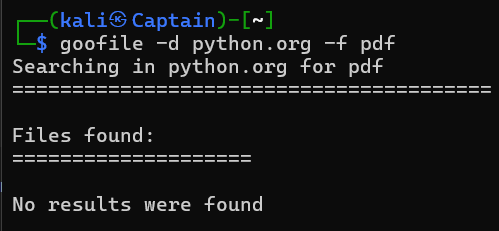 ┌──(kali㉿Captain)-[~]
└─$ goofile -d python.org -f pdf
Searching in python.org for pdf
========================================

Files found:
====================

No results were found